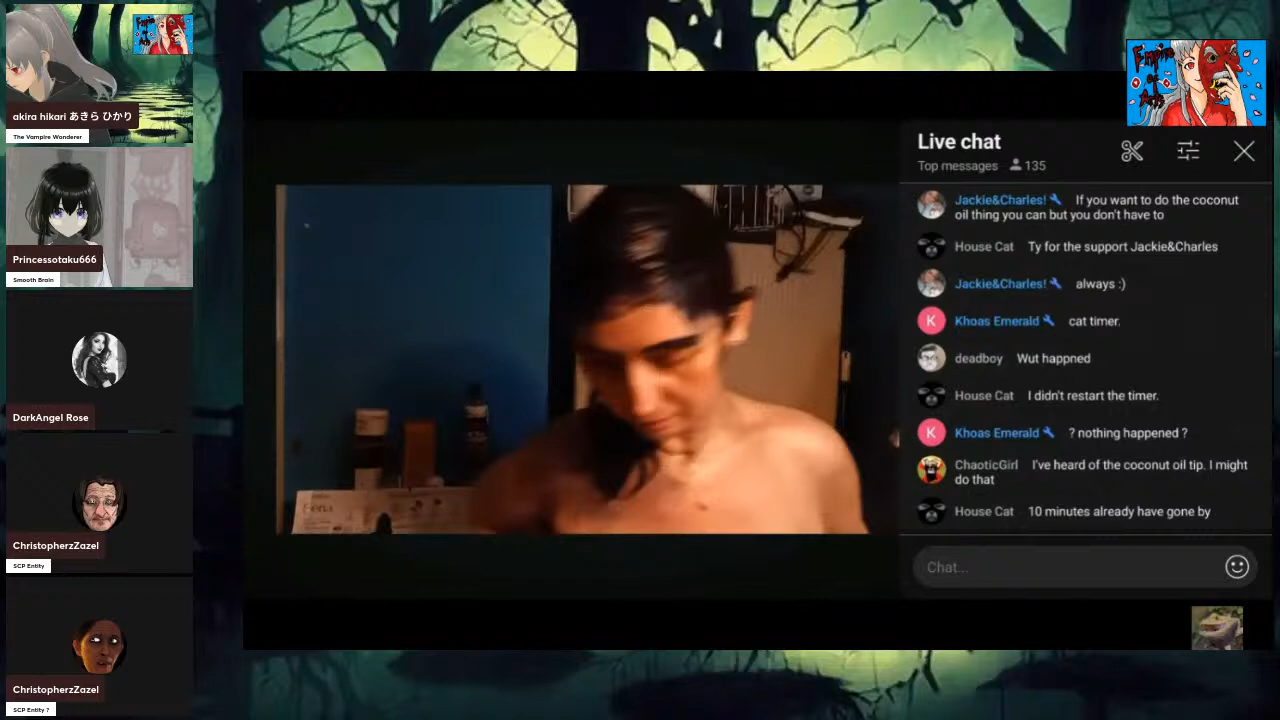 akira hikari あきら ひかり
The Vampire Wonderer
Princessotaku666
Smooth Brain
DarkAngel Rose
ChristopherzZazel
SCP Entity
ChristopherzZazel
SCP Entity ?
Empire
of
Arts
Live chat
Top messages 135
Jackie&Charles! If you want to do the coconut
oil thing you can but you don't have to
House Cat Ty for the support Jackie&Charles
Jackie&Charles! always :)
K Khoas Emerald cat timer.
deadboy Wut happned
House Cat I didn't restart the timer.
K Khoas Emerald ? nothing happened ?
ChaoticGirl I've heard of the coconut oil tip. I might
do that
House Cat 10 minutes already have gone by
Chat...